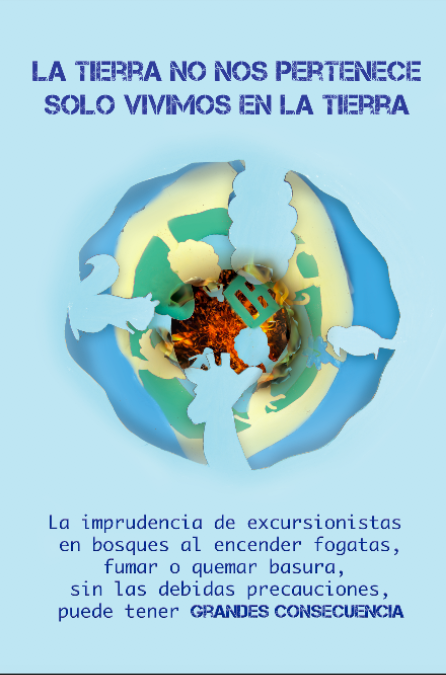 LA TIERRA NO NOS PERTENECE
SOLO VIVIMOS EN LA TIERRA
La imprudencia de excursionistas
en bosques al encender fogatas,
fumar o quemar basura,
sin las debidas precauciones,
puede tener GRANDES CONSECUENCIA